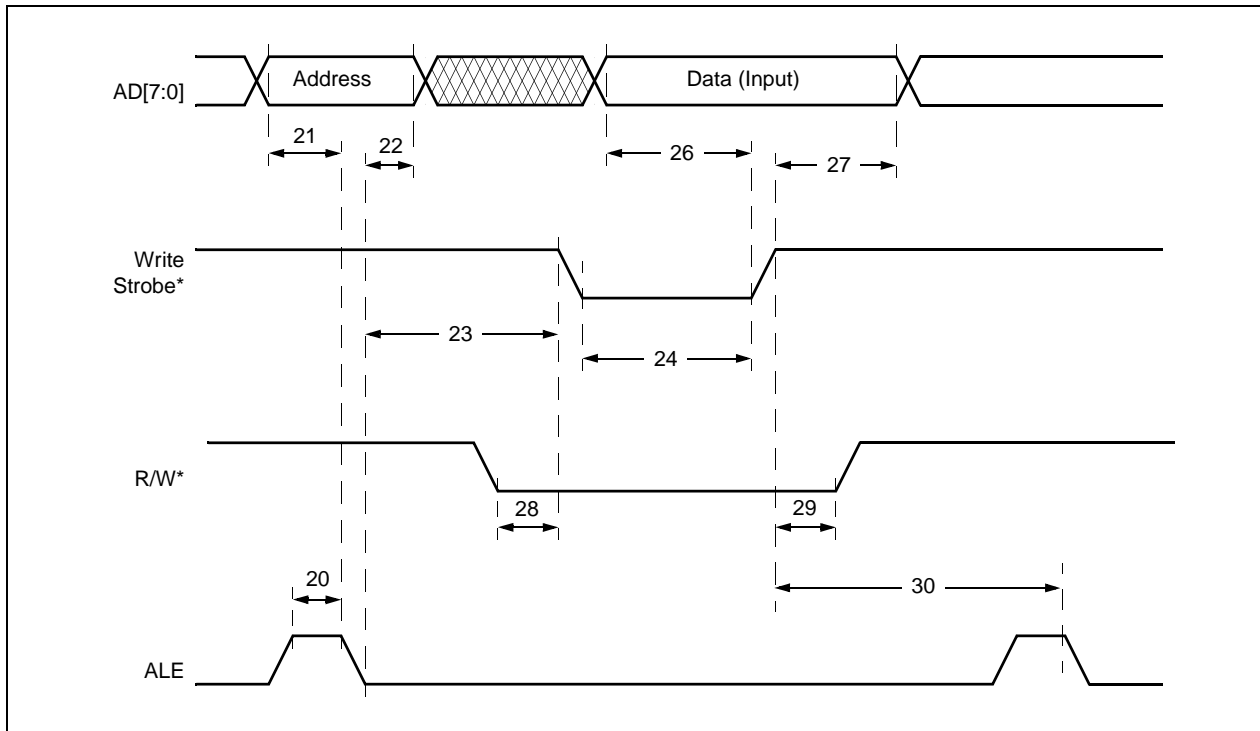 AD[7:0]
Address
Data (Input)
21
22
26
27
Write
Strobe*
23
24
R/W*
28
29
20
30
ALE